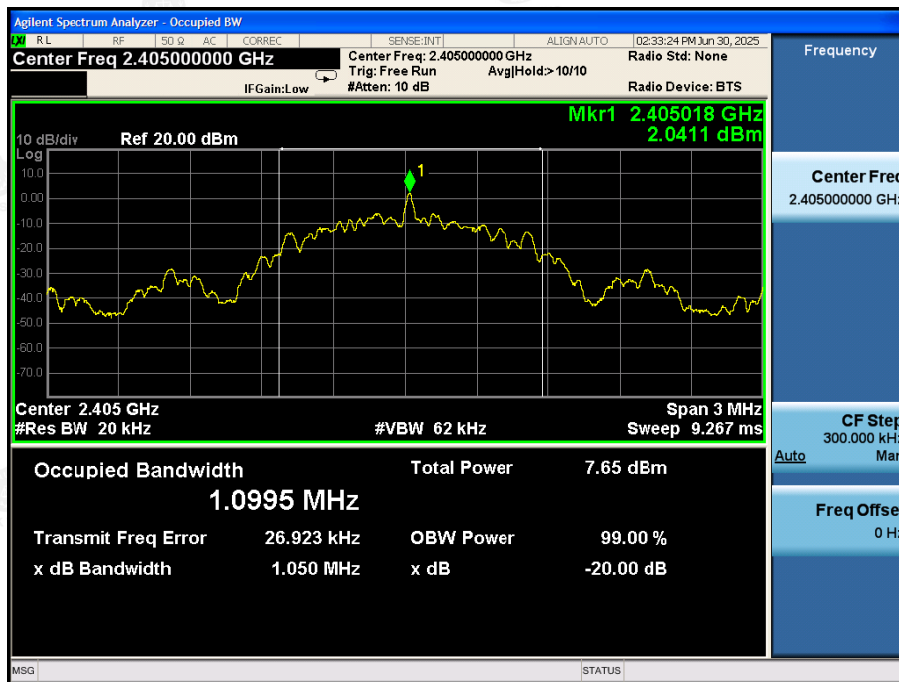 Agilent Spectrum Analyzer - Occupied BW
LXI RL RF 50 Ω AC CORREC SENSE:INT ALIGN AUTO 02:33:24 PM Jun 30, 2025
Center Freq 2.405000000 GHz
Center Freq: 2.405000000 GHz
Radio Std: None
Trig: Free Run Avg|Hold:> 10/10
IFGain:Low
#Atten: 10 dB
Radio Device: BTS
Mkr1 2.405018 GHz
2.0411 dBm
10 dB/div Ref 20.00 dBm
Log
10.0
0.00
-10.0
-20.0
-30.0
-40.0
-50.0
-60.0
-70.0
1
Center 2.405 GHz Span 3 MHz
#Res BW 20 kHz #VBW 62 kHz Sweep 9.267 ms
Occupied Bandwidth Total Power 7.65 dBm
1.0995 MHz
Transmit Freq Error 26.923 kHz OBW Power 99.00 %
x dB Bandwidth 1.050 MHz x dB -20.00 dB
MSG STATUS
Frequency
Center Freq
2.405000000 GHz
CF Step
300.000 kHz
Auto Man
Freq Offse
0 Hz